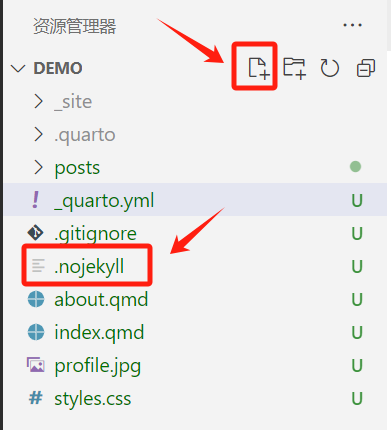 资源管理器 ...
DEMO
_site
.quarto
posts
! _quarto.yml U
.gitignore U
.nojekyll U
about.qmd U
index.qmd U
profile.jpg U
# styles.css U